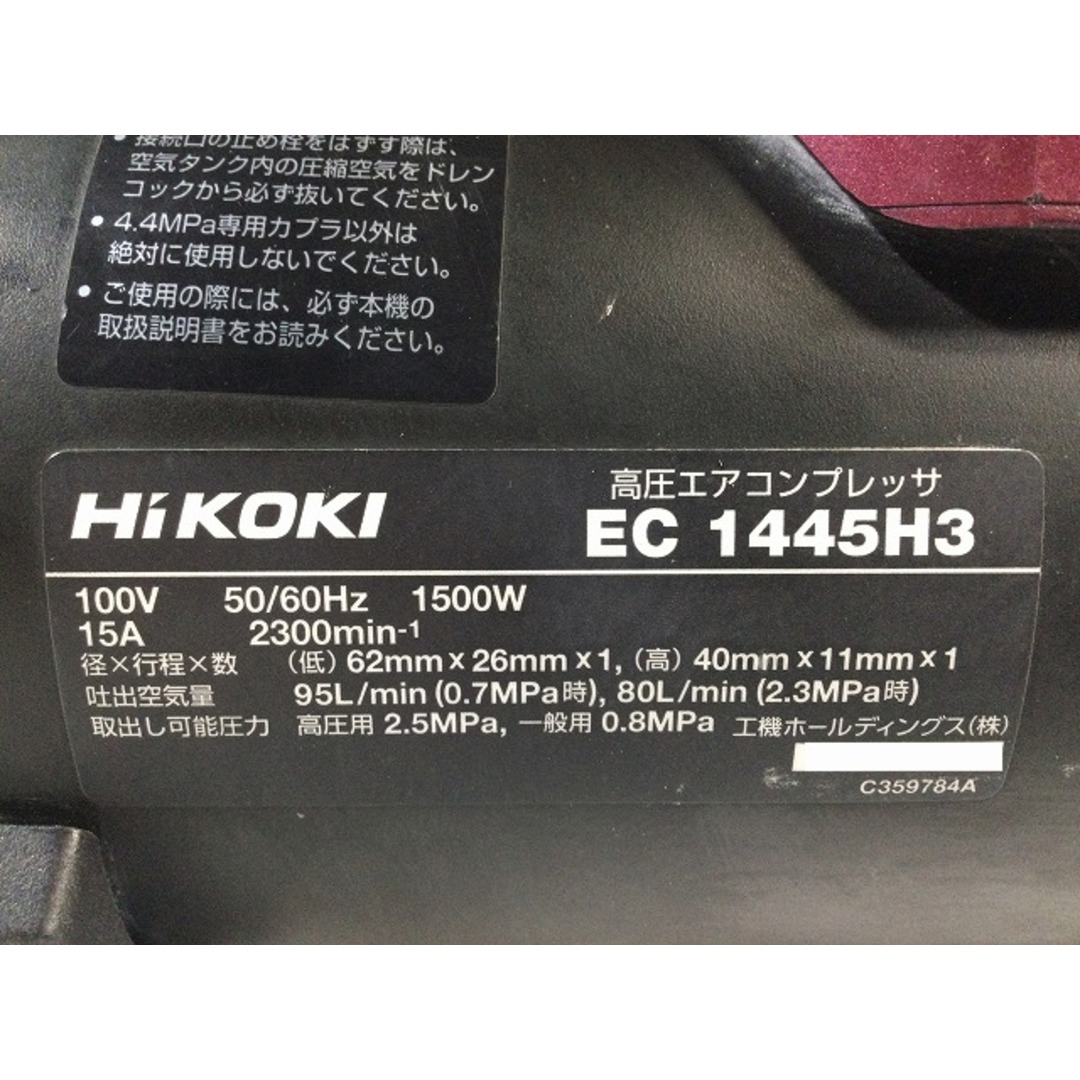 • 接続口の止め栓をはずす際は、
空気タンク内の圧縮空気をドレン
コックから必ず抜いてください。
• 4.4MPa専用カプラ以外は
絶対に使用しないでください。
• ご使用の際には、必ず本機の
取扱説明書をお読みください。
HiKOKI
高圧エアコンプレッサ
EC 1445H3
100V 50/60Hz 1500W
15A 2300min-1
径×行程×数 (低) 62mm×26mm×1, (高) 40mm×11mm×1
吐出空気量 95L/min (0.7MPa時), 80L/min (2.3MPa時)
取出し可能圧力 高圧用 2.5MPa, 一般用 0.8MPa 工機ホールディングス(株)
C359784A